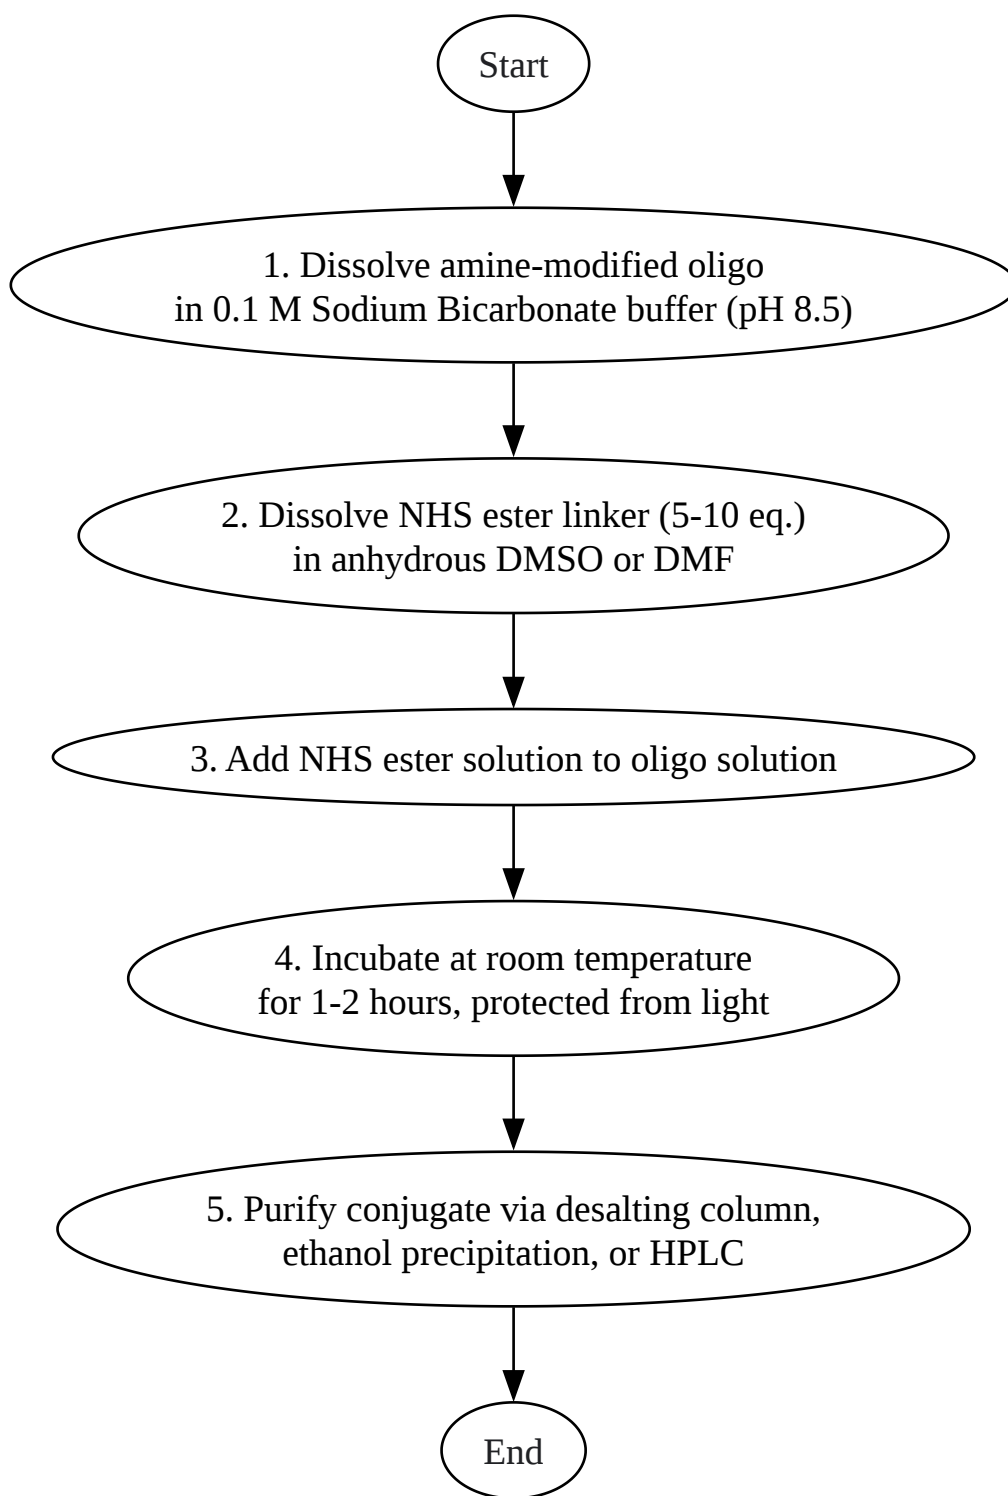 Start
1. Dissolve amine-modified oligo
in 0.1 M Sodium Bicarbonate buffer (pH 8.5)
2. Dissolve NHS ester linker (5-10 eq.)
in anhydrous DMSO or DMF
3. Add NHS ester solution to oligo solution
4. Incubate at room temperature
for 1-2 hours, protected from light
5. Purify conjugate via desalting column,
ethanol precipitation, or HPLC
End